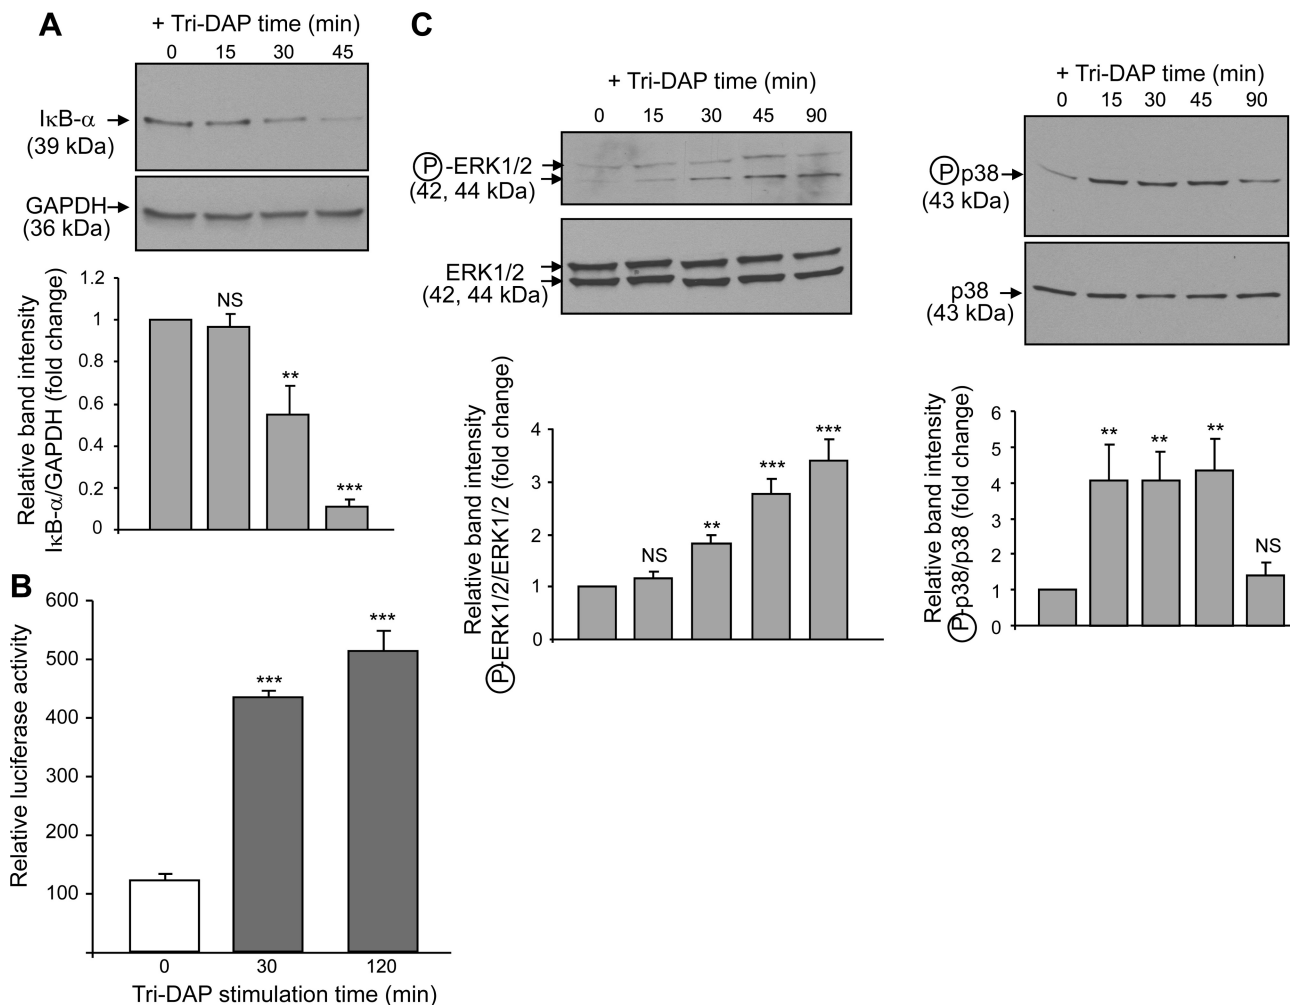 A
+ Tri-DAP time (min)
0 15 30 45
IκB-α
(39 kDa)
GAPDH
(36 kDa)
Relative band intensity
IκB-α/GAPDH (fold change)
1.2
1
0.8
0.6
0.4
0.2
0
NS
**
***
B
Relative luciferase activity
600
500
400
300
200
100
***
***
0 30 120
Tri-DAP stimulation time (min)
C
+ Tri-DAP time (min)
0 15 30 45 90
P-ERK1/2
(42, 44 kDa)
ERK1/2
(42, 44 kDa)
Relative band intensity
P-ERK1/2/ERK1/2 (fold change)
4
3
2
1
0
NS
**
***
***
+ Tri-DAP time (min)
0 15 30 45 90
P p38
(43 kDa)
p38
(43 kDa)
Relative band intensity
P-p38/p38 (fold change)
6
5
4
3
2
1
0
**
**
**
NS